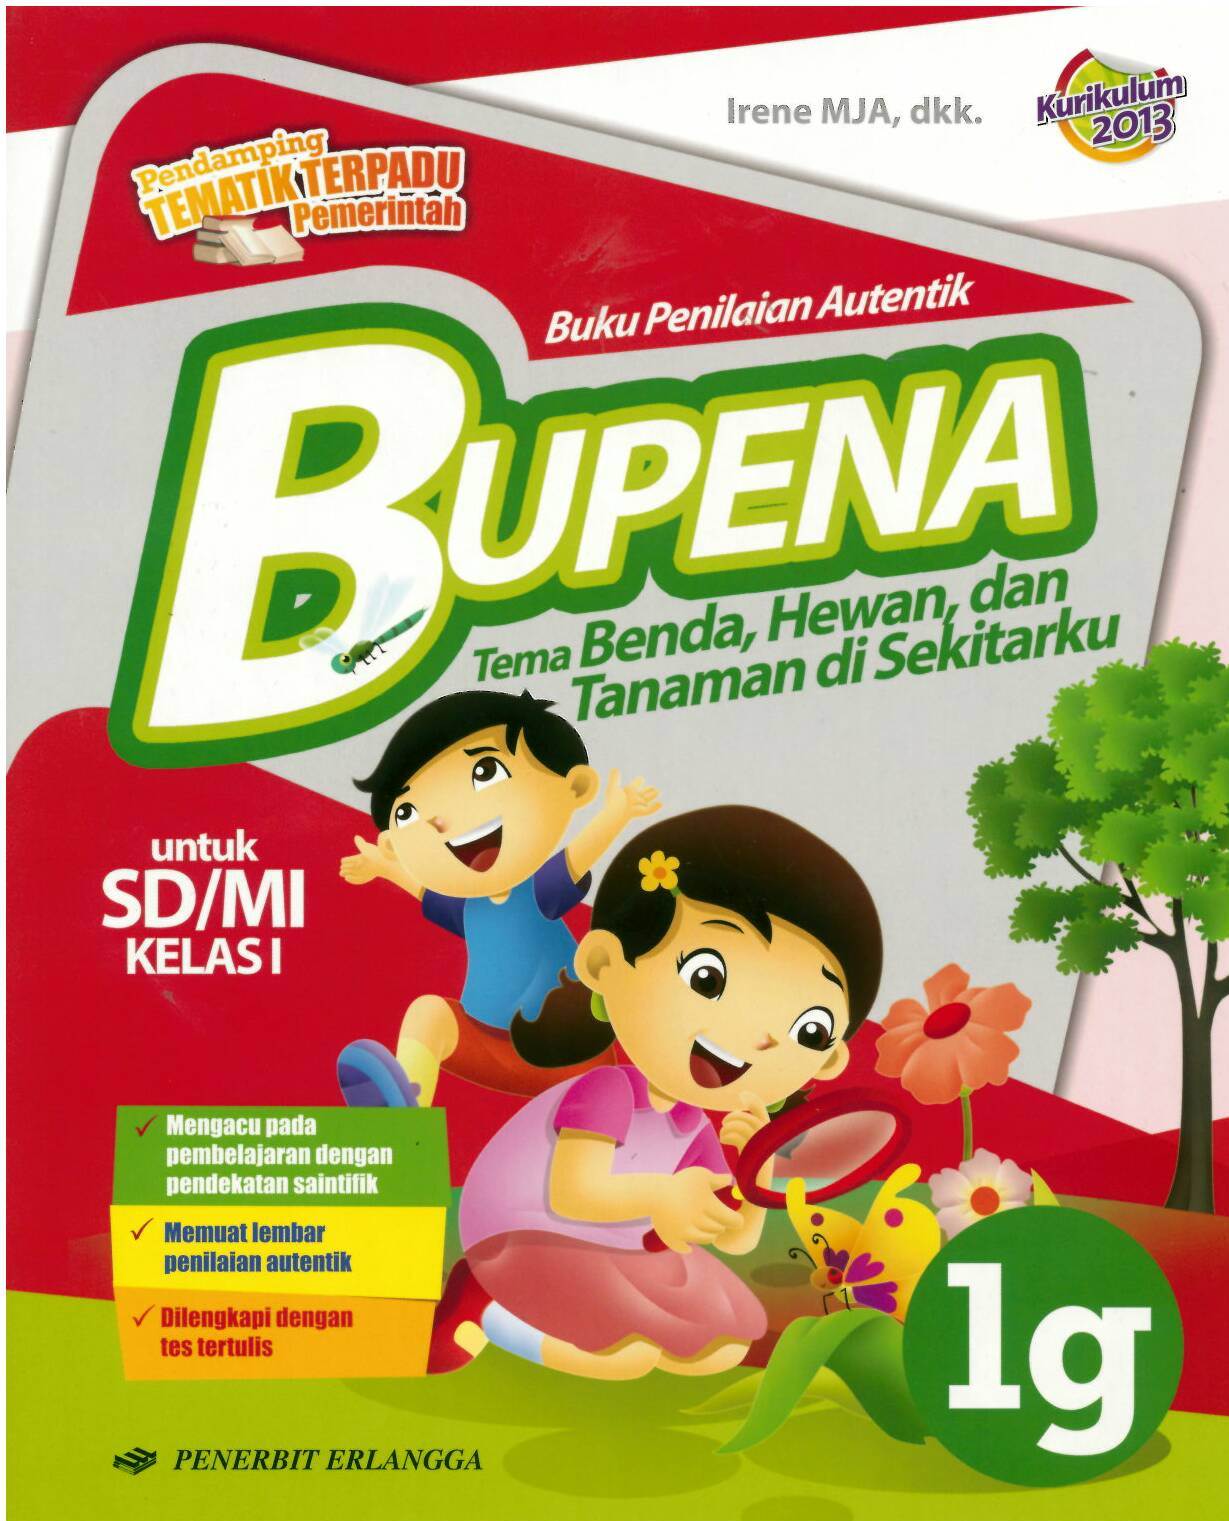 Irene MJA, dkk.
Kurikulum
2013
Pendamping
TEMATIK TERPADU
Pemerintah
Buku Penilaian Autentik
BUPENA
Tema Benda, Hewan, dan
Tanaman di Sekitarku
untuk
SD/MI
KELAS I
✓ Mengacu pada
pembelajaran dengan
pendekatan saintifik
✓ Memuat lembar
penilaian autentik
✓ Dilengkapi dengan
tes tertulis
1g
PENERBIT ERLANGGA